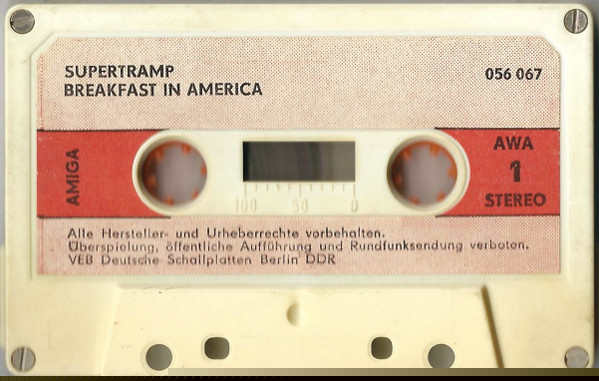 SUPERTRAMP
BREAKFAST IN AMERICA
056 067
AMIGA
AWA
1
STEREO
100 50 0
Alle Hersteller- und Urheberrechte vorbehalten.
Überspielung, öffentliche Aufführung und Rundfunksendung verboten.
VEB Deutsche Schallplatten Berlin DDR